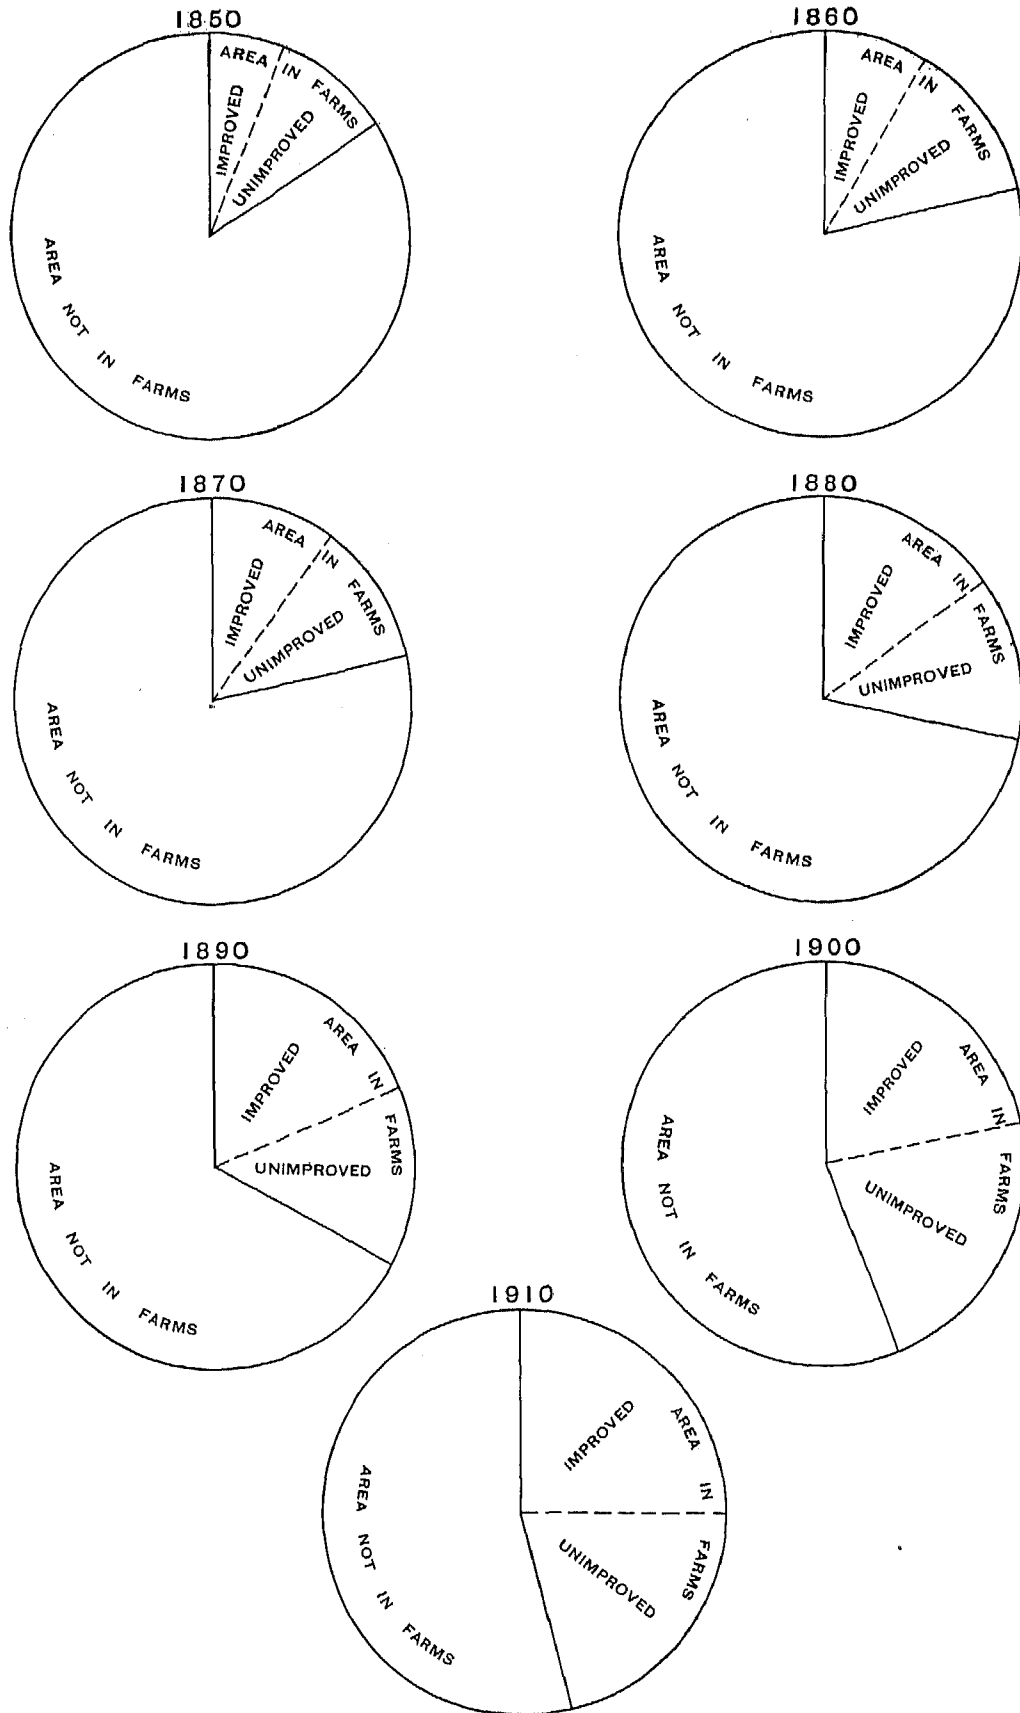 1850
AREA IN FARMS
IMPROVED
UNIMPROVED
AREA NOT IN FARMS
1860
AREA IN FARMS
IMPROVED
UNIMPROVED
AREA NOT IN FARMS
1870
AREA IN FARMS
IMPROVED
UNIMPROVED
AREA NOT IN FARMS
1880
AREA IN FARMS
IMPROVED
UNIMPROVED
AREA NOT IN FARMS
1890
AREA IN FARMS
IMPROVED
UNIMPROVED
AREA NOT IN FARMS
1900
AREA IN FARMS
IMPROVED
UNIMPROVED
AREA NOT IN FARMS
1910
AREA IN FARMS
IMPROVED
UNIMPROVED
AREA NOT IN FARMS